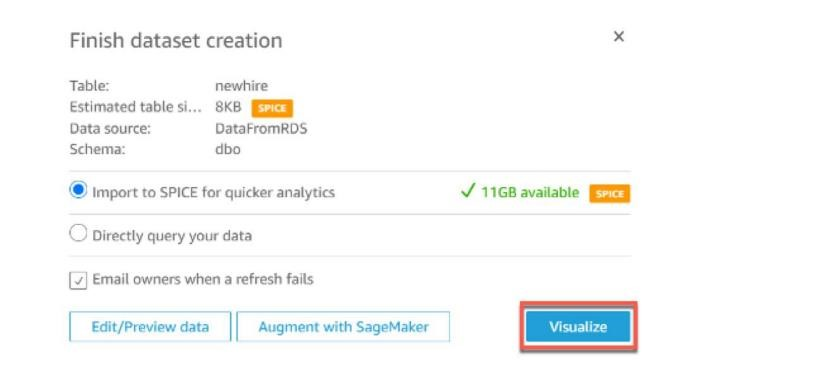 Finish dataset creation ×
Table: newhire
Estimated table si... 8KB SPICE
Data source: DataFromRDS
Schema: dbo
Import to SPICE for quicker analytics ✓ 11GB available SPICE
Directly query your data
Email owners when a refresh fails
Edit/Preview data Augment with SageMaker Visualize